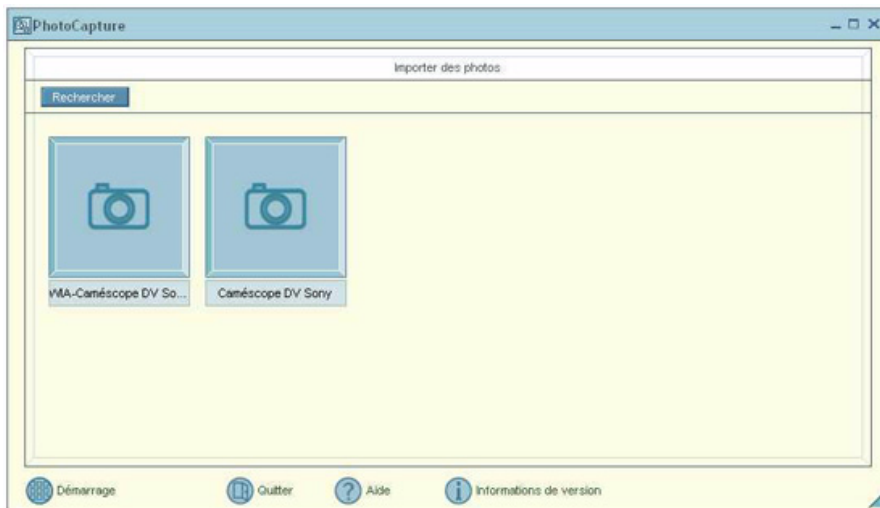 PhotoCapture
Importer des photos
Rechercher
WIA-Caméscope DV So...
Caméscope DV Sony
Démarrage
Quitter
Aide
Informations de version